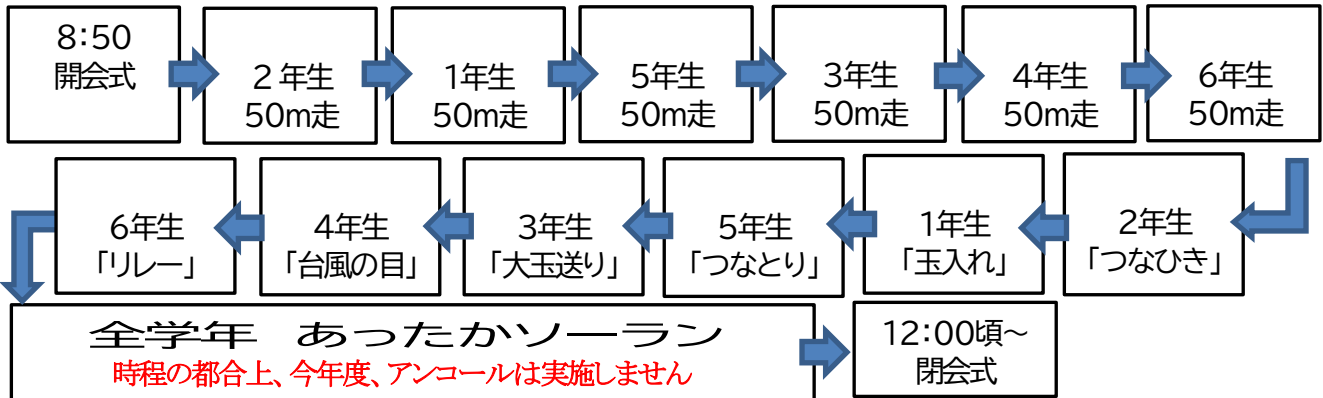 8:50
開会式
2年生
50m走
1年生
50m走
5年生
50m走
3年生
50m走
4年生
50m走
6年生
50m走
2年生
「つなひき」
1年生
「玉入れ」
5年生
「つなとり」
3年生
「大玉送り」
4年生
「台風の目」
6年生
「リレー」
全学年　あったかソーラン
時程の都合上、今年度、アンコールは実施しません
12:00頃～
閉会式